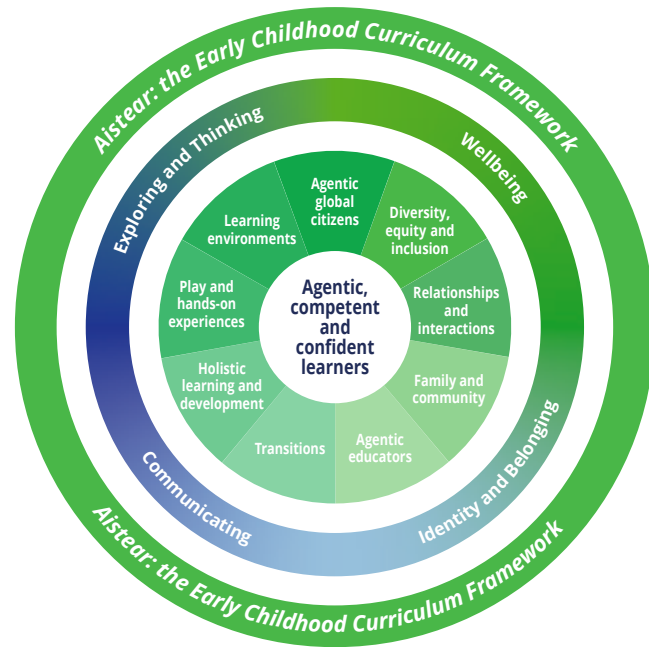 Aistear: the Early Childhood Curriculum Framework
Exploring and Thinking
Wellbeing
Identity and Belonging
Communicating
Agentic
global
citizens
Diversity,
equity and
inclusion
Relationships
and
interactions
Family and
community
Agentic
educators
Transitions
Holistic
learning and
development
Play and
hands-on
experiences
Learning
environments
Agentic,
competent
and
confident
learners
Aistear: the Early Childhood Curriculum Framework